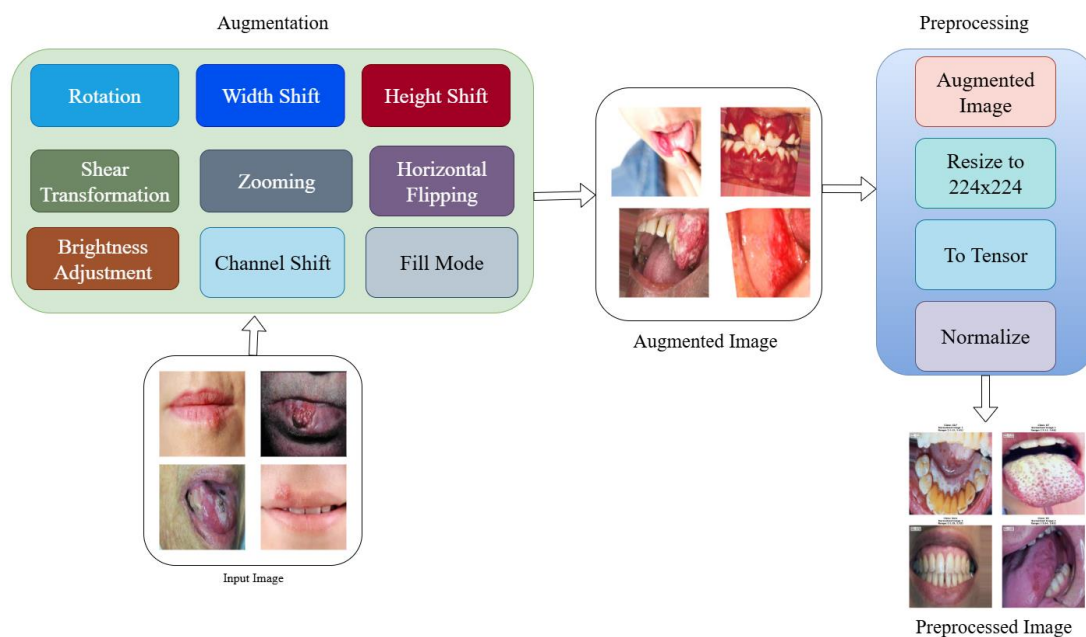 Augmentation
Rotation
Width Shift
Height Shift
Shear
Transformation
Zooming
Horizontal
Flipping
Brightness
Adjustment
Channel Shift
Fill Mode
Input Image
Augmented Image
Preprocessing
Augmented
Image
Resize to
224x224
To Tensor
Normalize
Preprocessed Image